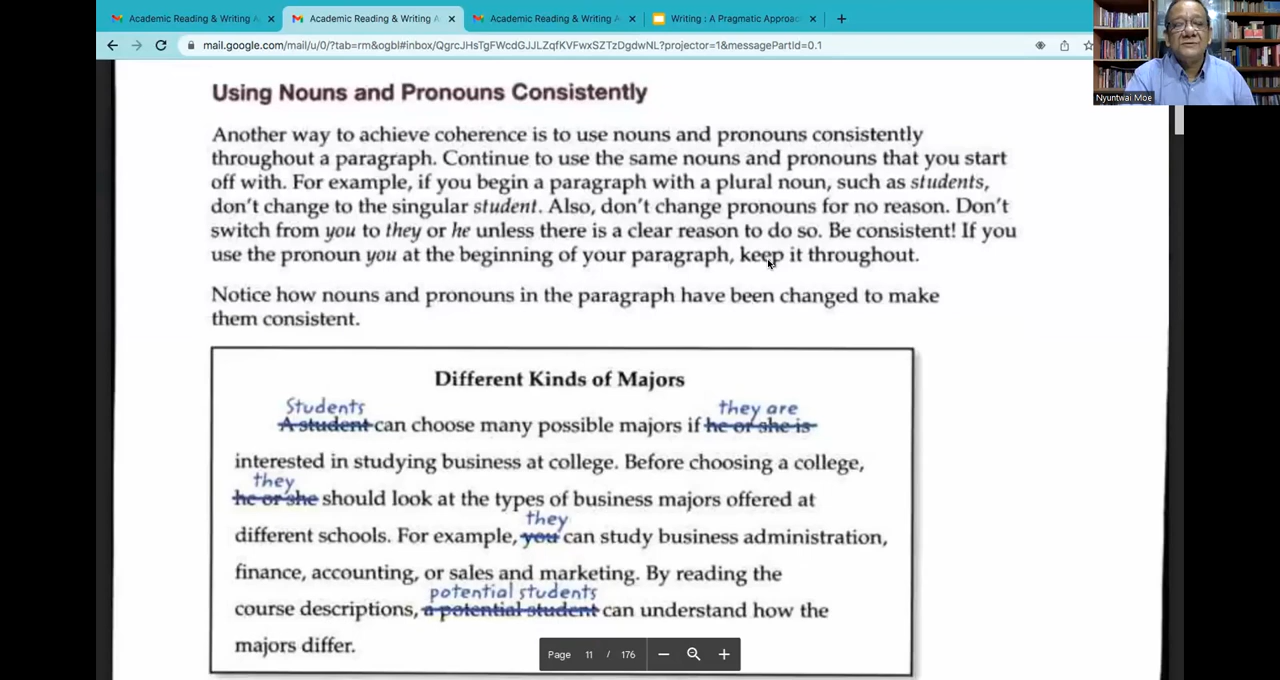 Academic Reading & Writing A
Academic Reading & Writing A
Academic Reading & Writing A
Writing : A Pragmatic Approac
mail.google.com/mail/u/0/?tab=rm&ogbl#inbox/QgrcJHsTgFWcdGJJLZqfKVFwxSZTzDgdwNL?projector=1&messagePartId=0.1
Nyuntwai Moe
Using Nouns and Pronouns Consistently
Another way to achieve coherence is to use nouns and pronouns consistently
throughout a paragraph. Continue to use the same nouns and pronouns that you start
off with. For example, if you begin a paragraph with a plural noun, such as students,
don't change to the singular student. Also, don't change pronouns for no reason. Don't
switch from you to they or he unless there is a clear reason to do so. Be consistent! If you
use the pronoun you at the beginning of your paragraph, keep it throughout.
Notice how nouns and pronouns in the paragraph have been changed to make
them consistent.
Different Kinds of Majors
Students they are
A student can choose many possible majors if he or she is
interested in studying business at college. Before choosing a college,
they
he or she should look at the types of business majors offered at
they
different schools. For example, you can study business administration,
finance, accounting, or sales and marketing. By reading the
potential students
course descriptions, a potential student can understand how the
majors differ.
Page 11 / 176